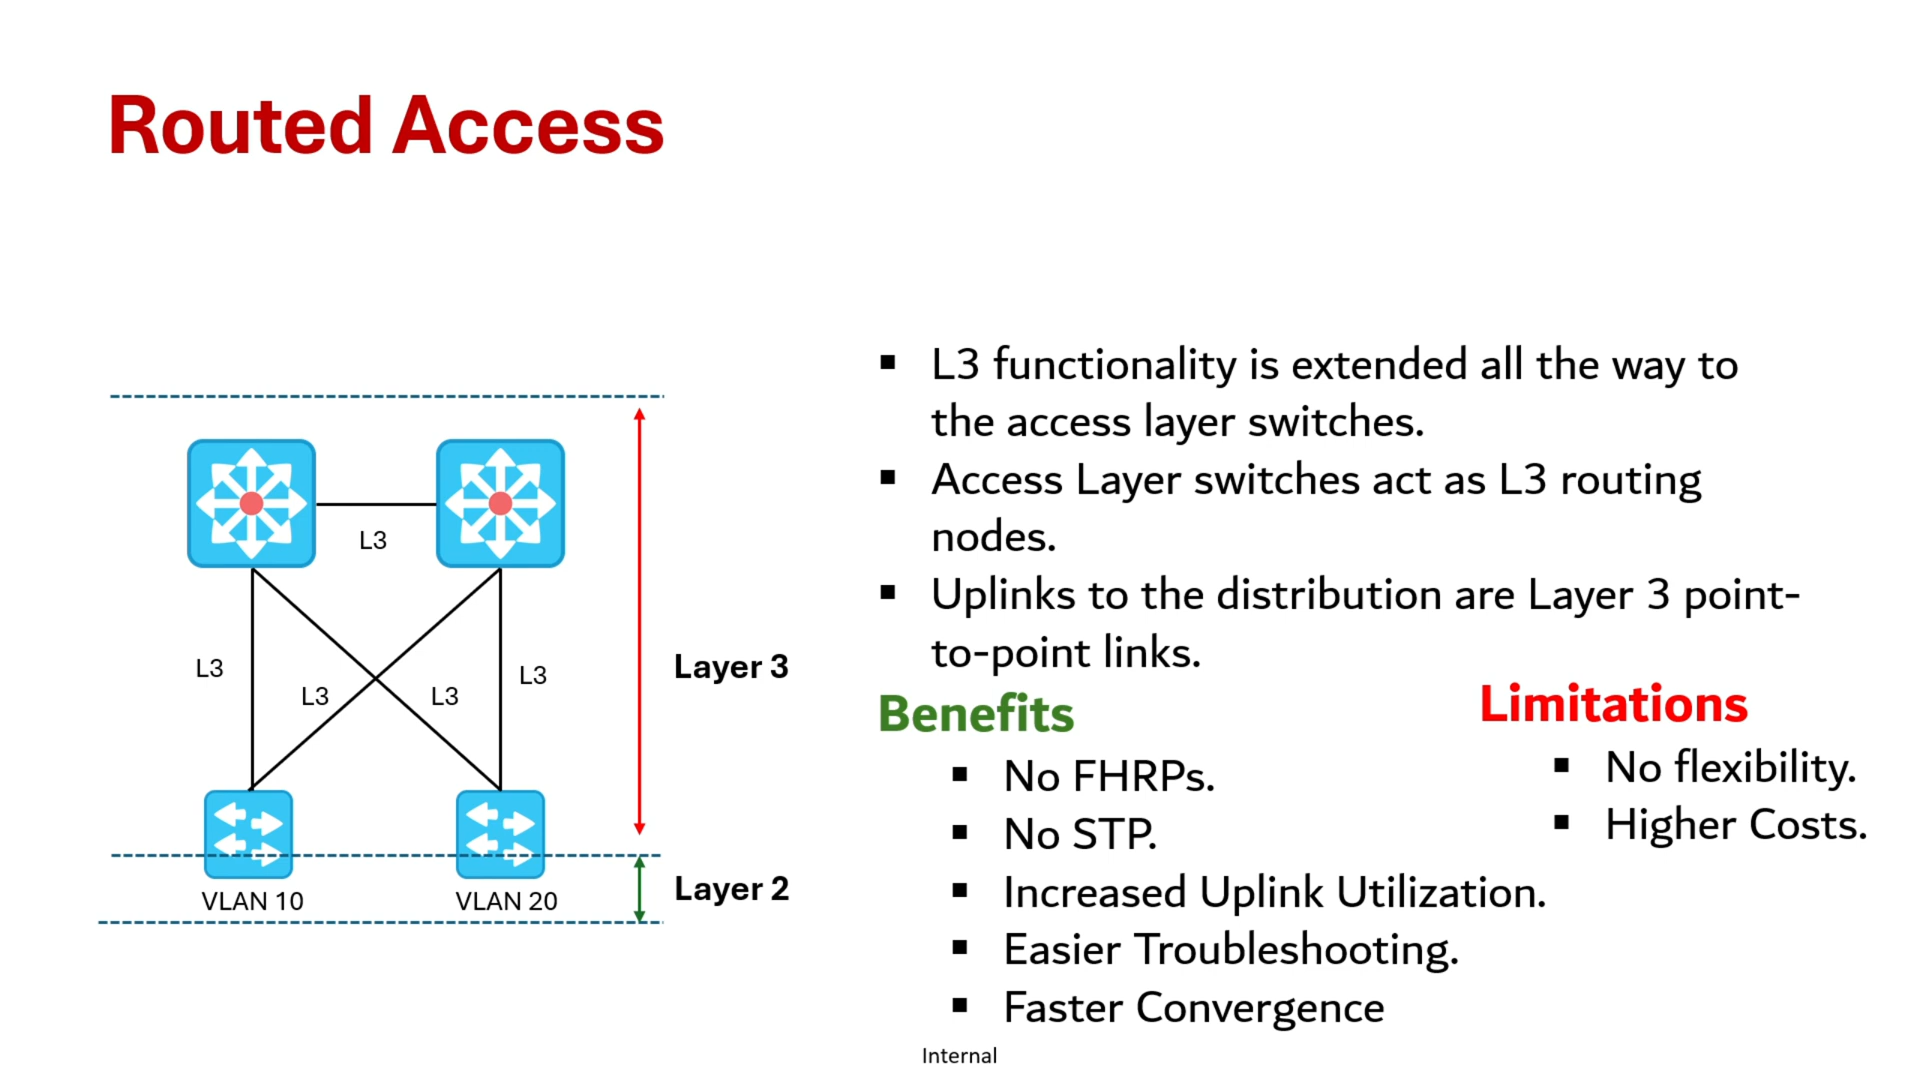 Routed Access
L3
L3
L3
L3
L3
VLAN 10
VLAN 20
Layer 3
Layer 2
▪ L3 functionality is extended all the way to
the access layer switches.
▪ Access Layer switches act as L3 routing
nodes.
▪ Uplinks to the distribution are Layer 3 point-
to-point links.
Benefits
▪ No FHRPs.
▪ No STP.
▪ Increased Uplink Utilization.
▪ Easier Troubleshooting.
▪ Faster Convergence
Limitations
▪ No flexibility.
▪ Higher Costs.
Internal